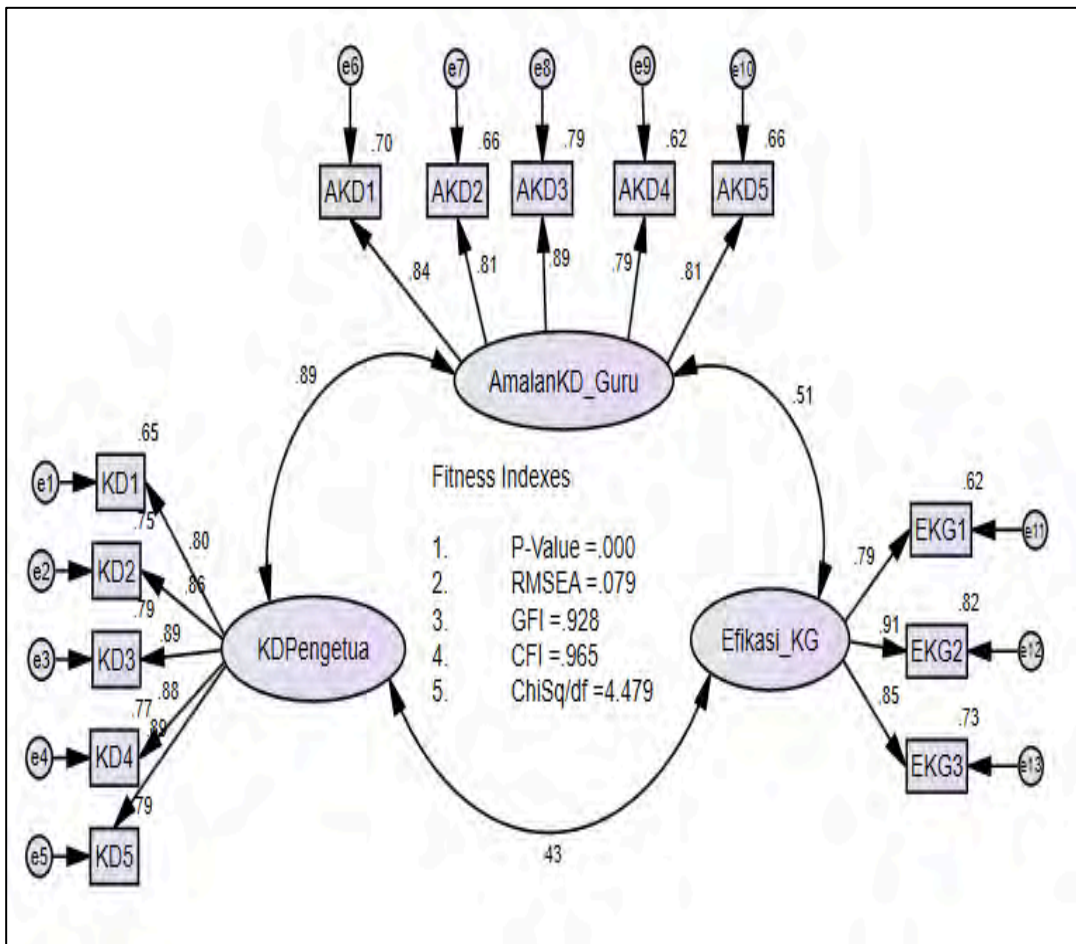 e6 e7 e8 e9 e10
.70 .66 .79 .62 .66
AKD1 AKD2 AKD3 AKD4 AKD5
.84 .81 .89 .79 .81
AmalanKD_Guru
.89 .51
.65
e1 KD1
.75 .80
e2 KD2
.86
.79
e3 KD3 .89
KDPengetua
.88
.77
.89
e4 KD4
.79
e5 KD5
Fitness Indexes
1. P-Value =.000
2. RMSEA =.079
3. GFI =.928
4. CFI =.965
5. ChiSq/df =4.479
.62
EKG1 e11
.79
.82
Efikasi_KG .91 EKG2 e12
.85
.73
EKG3 e13
43